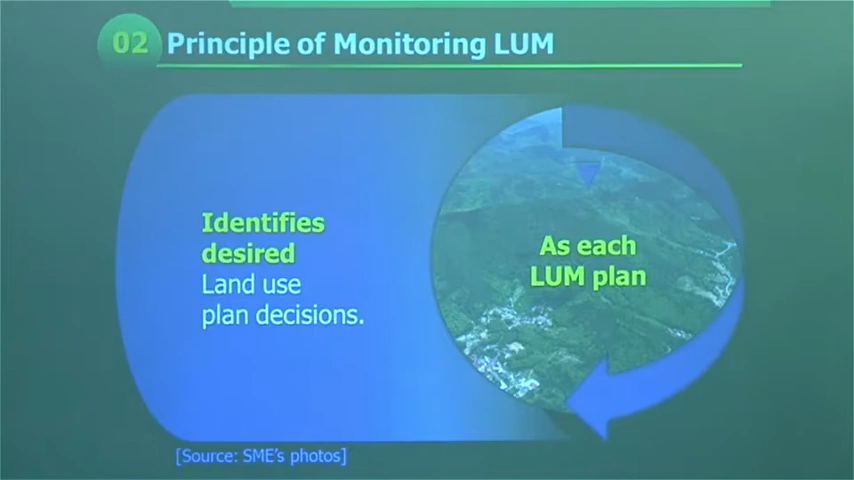 02 Principle of Monitoring LUM
Identifies
desired
Land use
plan decisions.
As each
LUM plan
[Source: SME's photos]